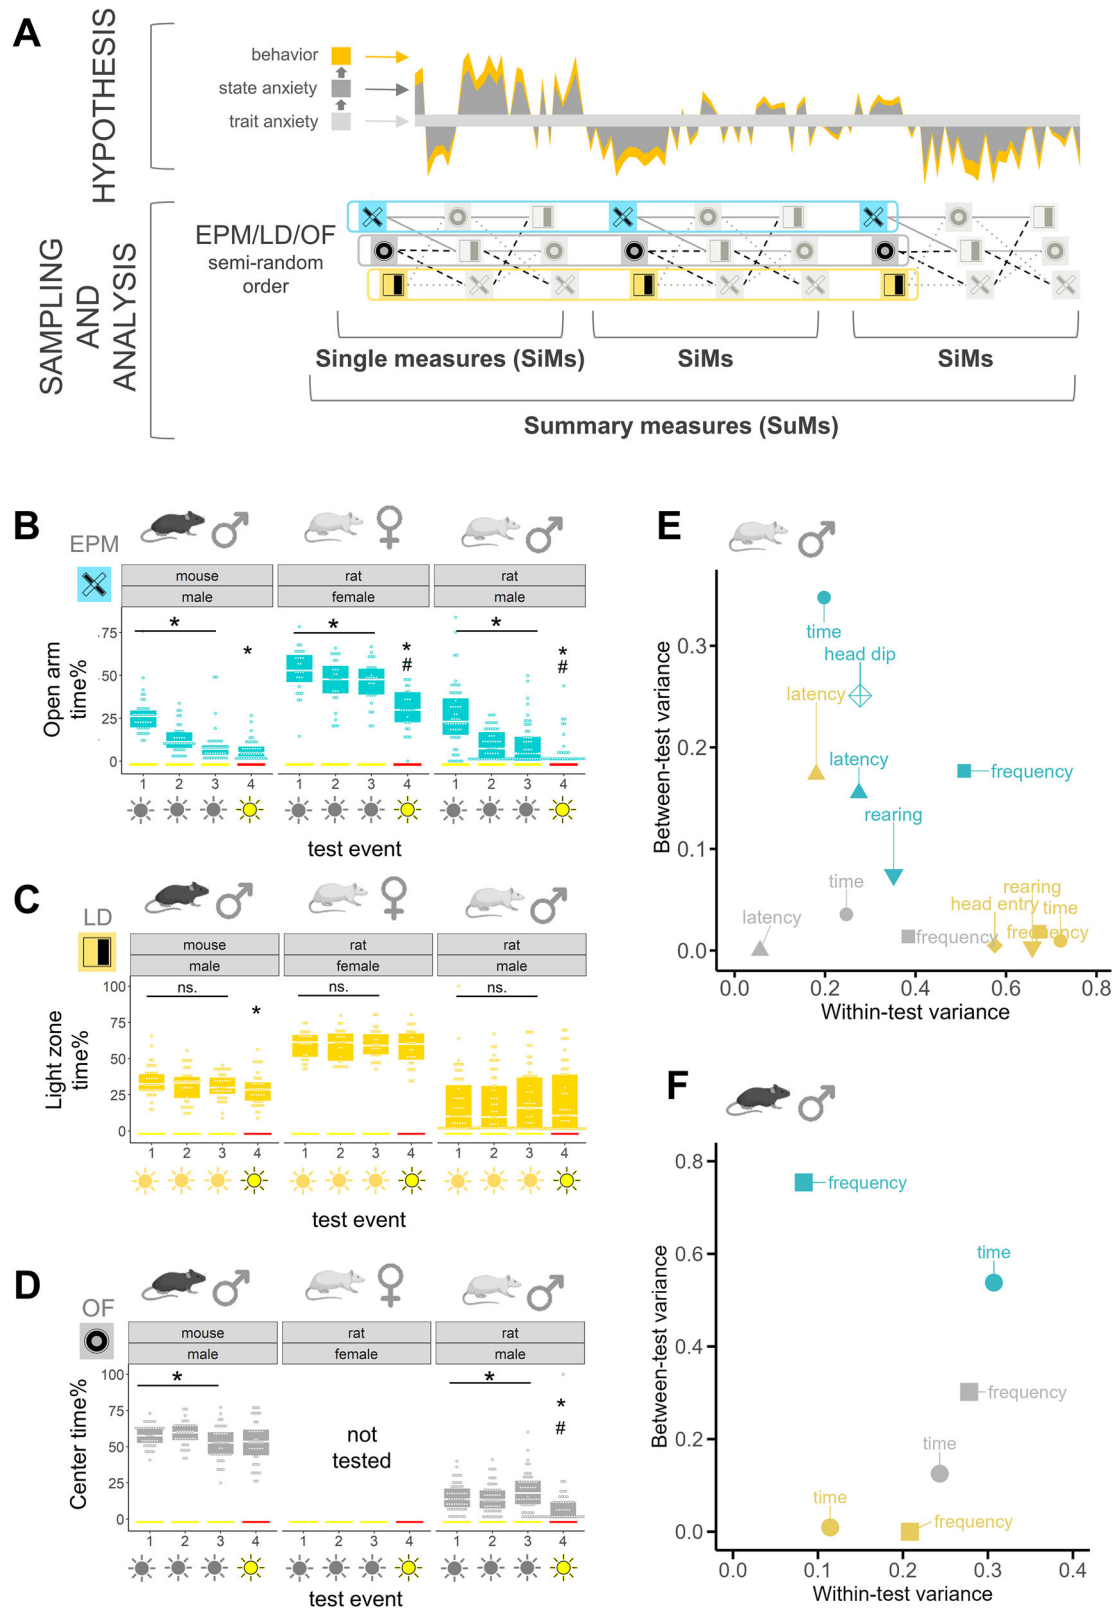 A
HYPOTHESIS
behavior
state anxiety
trait anxiety
SAMPLING
AND
ANALYSIS
EPM/LD/OF
semi-random
order
Single measures (SiMs)
SiMs
SiMs
Summary measures (SuMs)
B
EPM
mouse
male
rat
female
rat
male
Open arm
time%
75
50
25
0
*
*
*
*
#
*
*
#
1 2 3 4
1 2 3 4
1 2 3 4
test event
C
LD
mouse
male
rat
female
rat
male
Light zone
time%
100
75
50
25
0
ns.
*
ns.
ns.
1 2 3 4
1 2 3 4
1 2 3 4
test event
D
OF
mouse
male
rat
female
rat
male
Center time%
100
75
50
25
0
*
not
tested
*
*
#
1 2 3 4
1 2 3 4
1 2 3 4
test event
E
Between-test variance
0.3
0.2
0.1
0.0
time
head dip
latency
latency
frequency
rearing
time
latency
frequency
rearing
head entry
time
frequency
0.0 0.2 0.4 0.6 0.8
Within-test variance
F
Between-test variance
0.8
0.6
0.4
0.2
0.0
frequency
time
frequency
time
time
frequency
0.0 0.1 0.2 0.3 0.4
Within-test variance